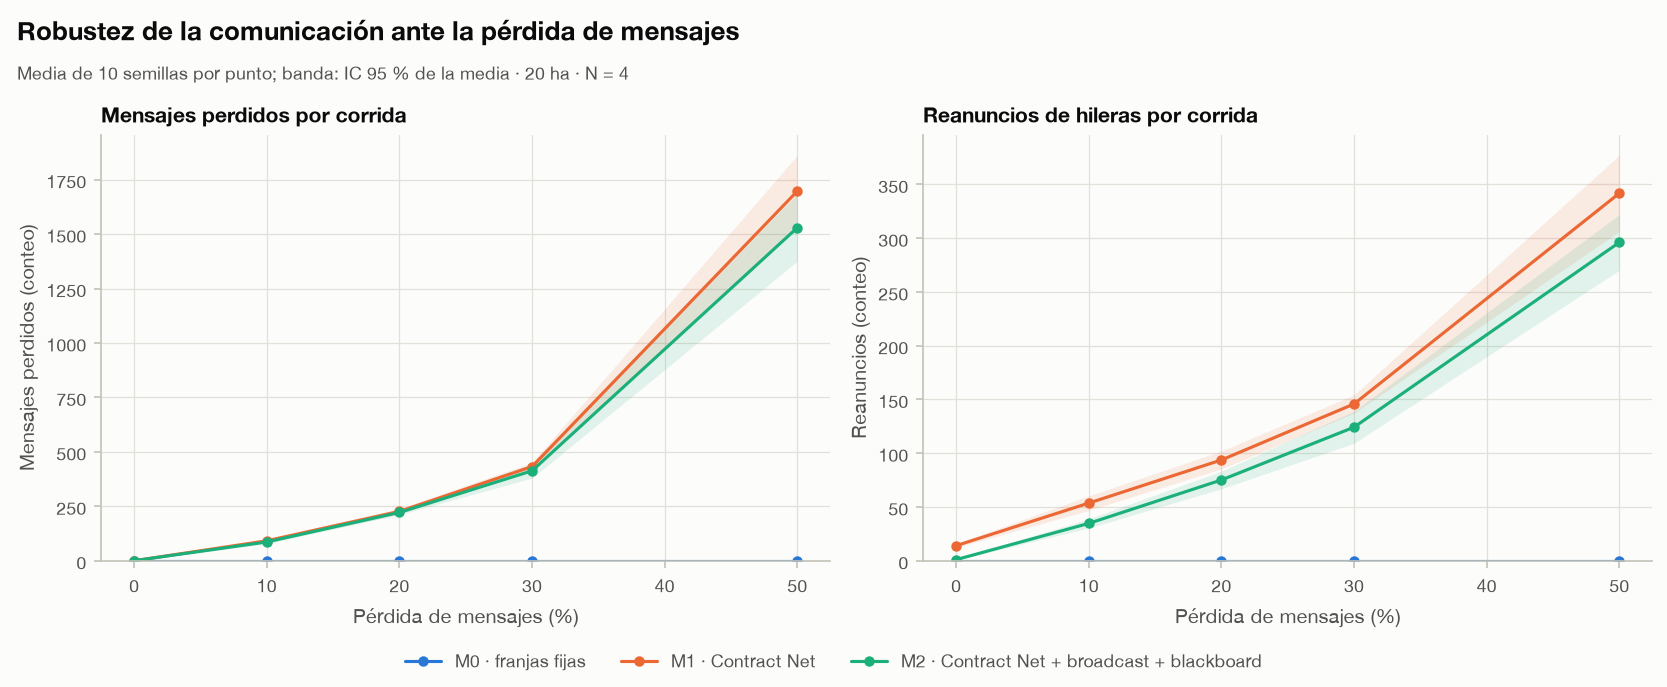 Robustez de la comunicación ante la pérdida de mensajes
Media de 10 semillas por punto; banda: IC 95 % de la media · 20 ha · N = 4
Mensajes perdidos por corrida
Mensajes perdidos (conteo)
1750
1500
1250
1000
750
500
250
0
0 10 20 30 40 50
Pérdida de mensajes (%)
Reanuncios de hileras por corrida
Reanuncios (conteo)
350
300
250
200
150
100
50
0
0 10 20 30 40 50
Pérdida de mensajes (%)
M0 · franjas fijas M1 · Contract Net M2 · Contract Net + broadcast + blackboard